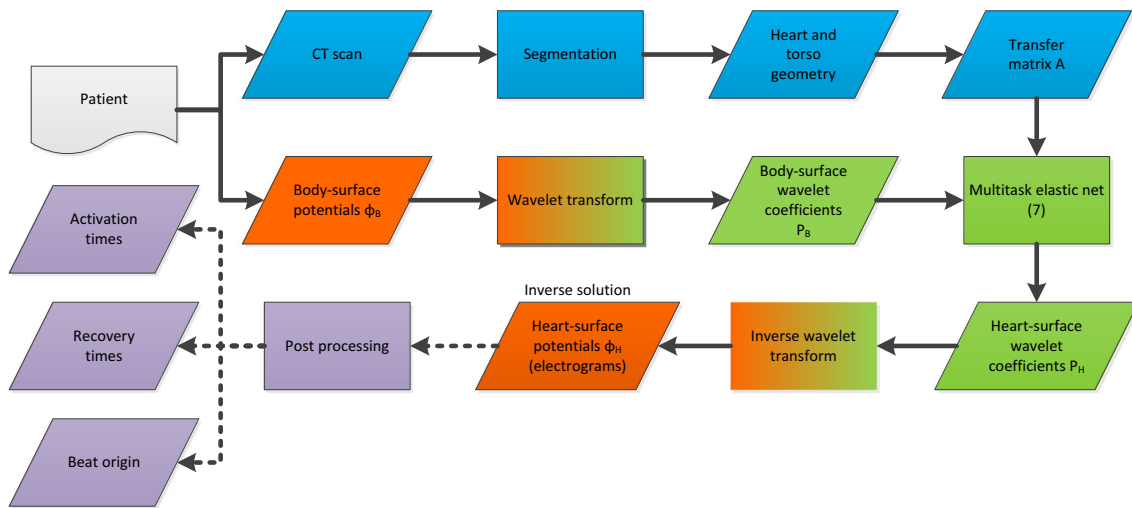 Patient
CT scan
Segmentation
Heart and
torso
geometry
Transfer
matrix A
Body-surface
potentials ϕB
Wavelet transform
Body-surface
wavelet
coefficients
PB
Multitask elastic net
(7)
Activation
times
Recovery
times
Beat origin
Post processing
Inverse solution
Heart-surface
potentials ϕH
(electrograms)
Inverse wavelet
transform
Heart-surface
wavelet
coefficients PH